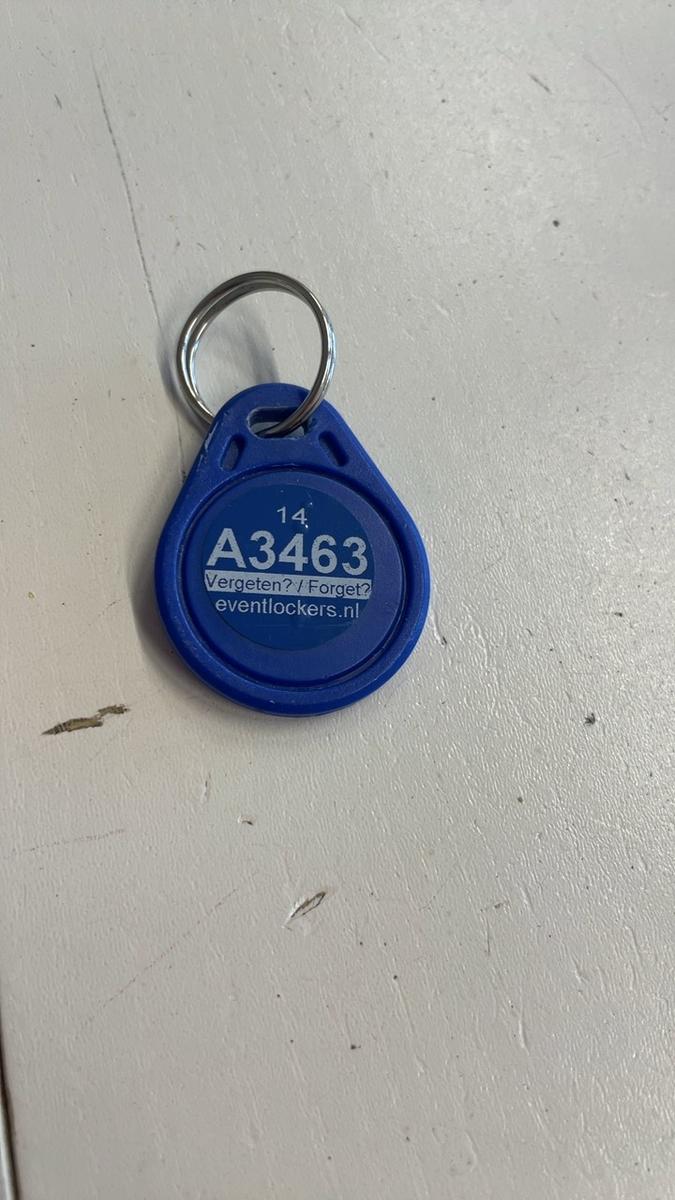 14
A3463
Vergeten? / Forget?
eventlockers.nl